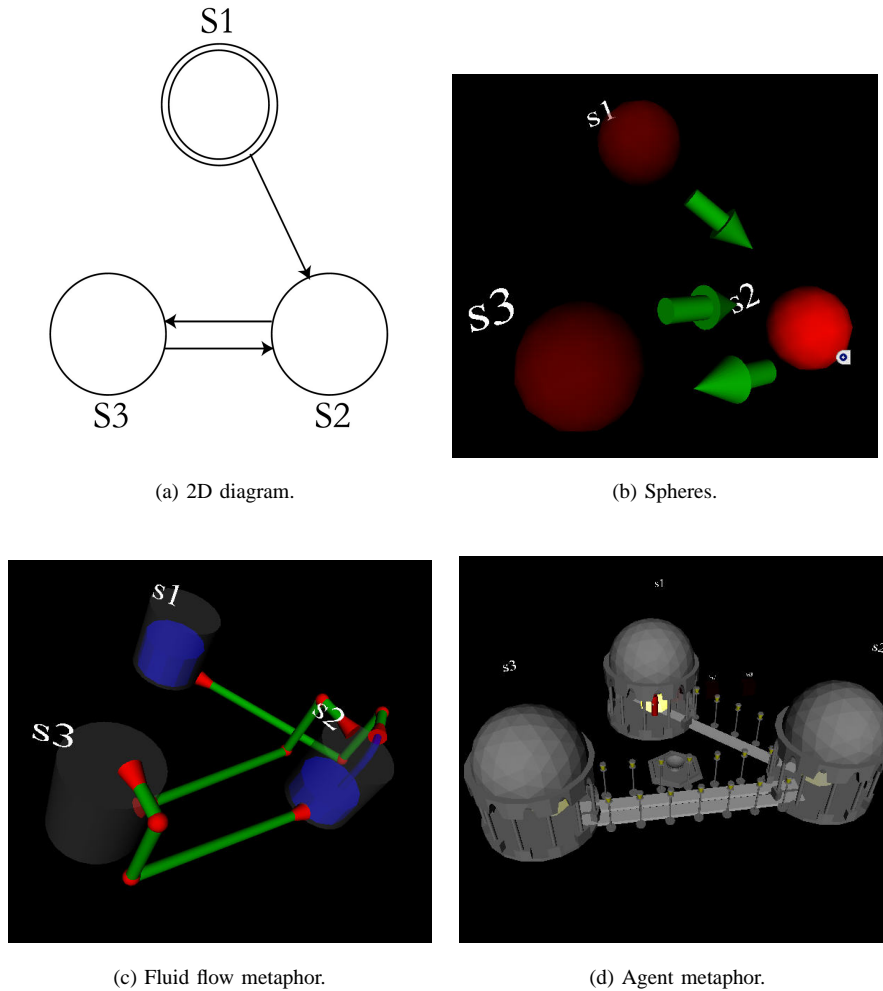 S1
S3
S2
(a) 2D diagram.
s1
s3
s2
(b) Spheres.
s1
s2
s3
(c) Fluid flow metaphor.
s1
s3
s2
(d) Agent metaphor.